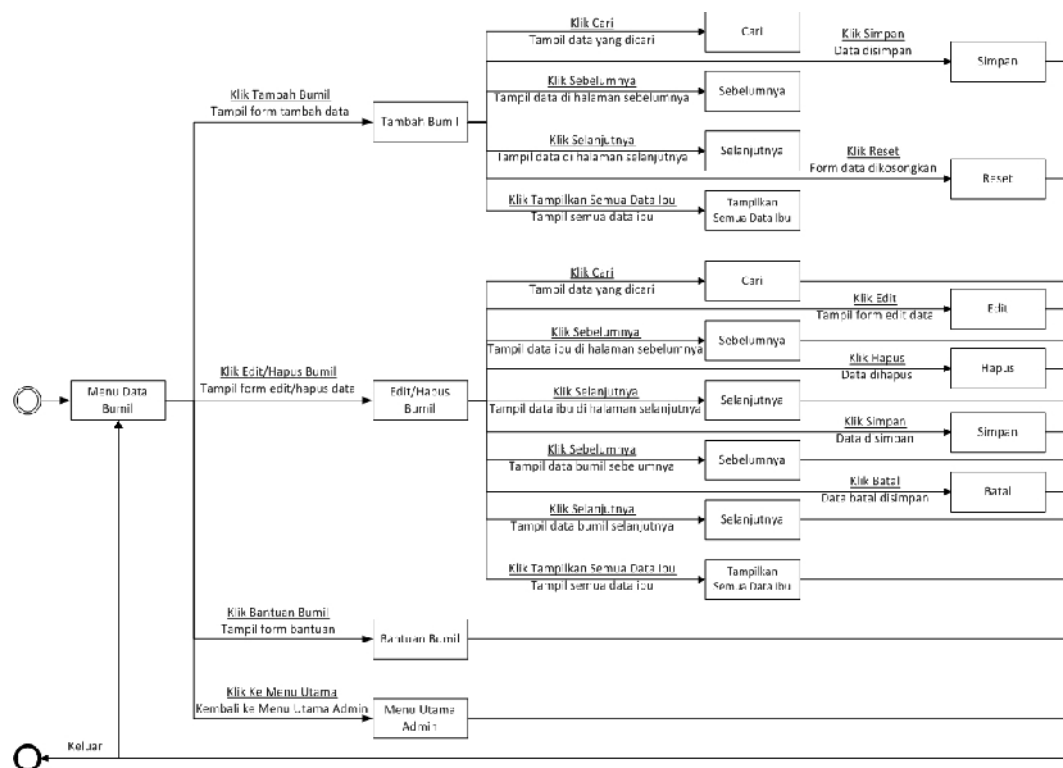 Klik Cari
Tampil data yang dicari
Cari
Klik Simpan
Data disimpan
Simpan
Klik Sebelumnya
Tampil data di halaman sebelumnya
Sebelumnya
Klik Tambah Bumil
Tampil form tambah data
Tambah Bumil
Klik Selanjutnya
Tampil data di halaman selanjutnya
Selanjutnya
Klik Reset
Form data dikosongkan
Reset
Klik Tampilkan Semua Data Ibu
Tampil semua data ibu
Tampilkan
Semua Data Ibu
Klik Cari
Tampil data yang dicari
Cari
Klik Edit
Tampil form edit data
Edit
Klik Sebelumnya
Tampil data ibu di halaman sebelumnya
Sebelumnya
Klik Hapus
Data dihapus
Hapus
Menu Data
Bumil
Klik Edit/Hapus Bumil
Tampil form edit/hapus data
Edit/Hapus
Bumil
Klik Selanjutnya
Tampil data ibu di halaman selanjutnya
Selanjutnya
Klik Simpan
Data disimpan
Simpan
Klik Sebelumnya
Tampil data bumil sebelumnya
Sebelumnya
Klik Batal
Data batal disimpan
Batal
Klik Selanjutnya
Tampil data bumil selanjutnya
Selanjutnya
Klik Tampilkan Semua Data Ibu
Tampil semua data ibu
Tampilkan
Semua Data Ibu
Klik Bantuan Bumil
Tampil form bantuan
Bantuan Bumil
Klik Ke Menu Utama
Kembali ke Menu Utama Admin
Menu Utama
Admin
Keluar